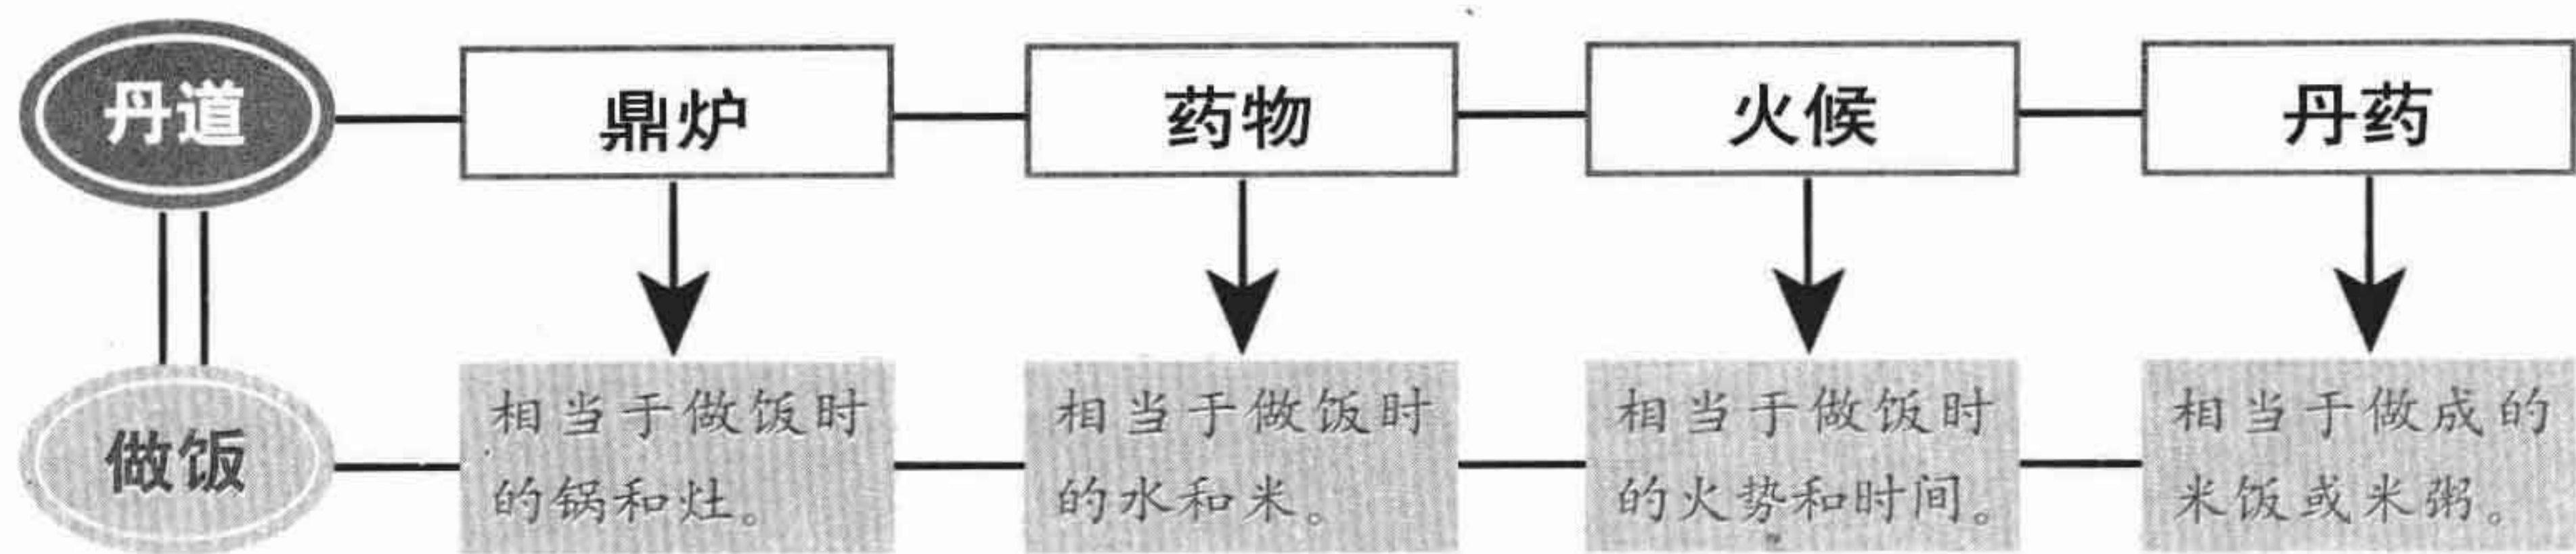 丹道
鼎炉
药物
火候
丹药
做饭
相当于做饭时
的锅和灶。
相当于做饭时
的水和米。
相当于做饭时
的火势和时间。
相当于做成的
米饭或米粥。